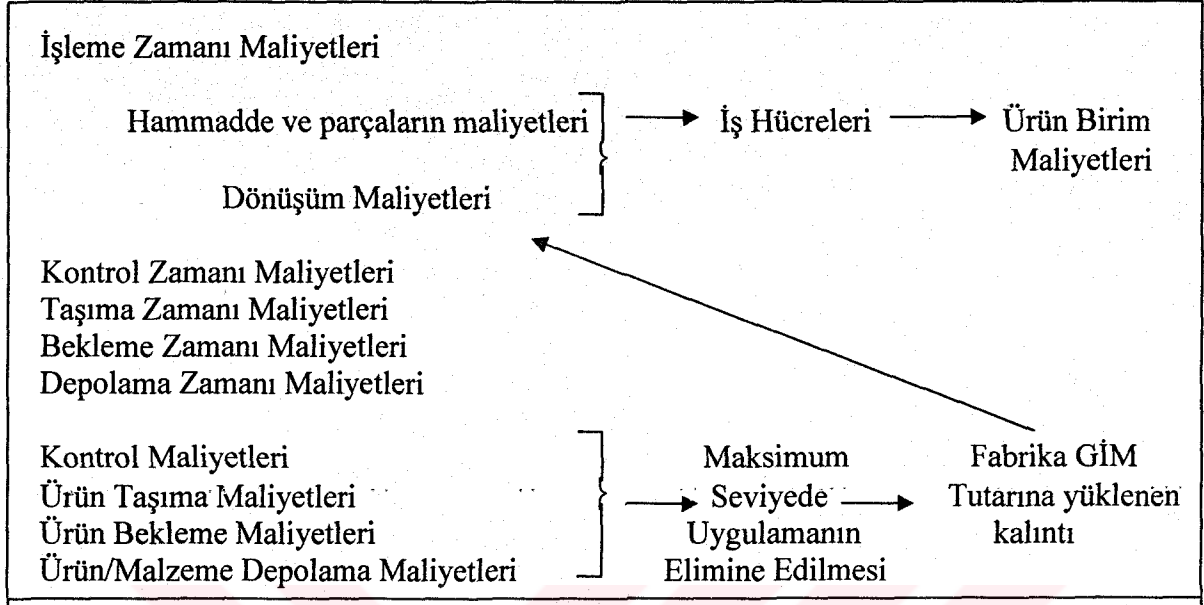 İşleme Zamanı Maliyetleri
Hammadde ve parçaların maliyetleri
İş Hücreleri
Ürün Birim
Maliyetleri
Dönüşüm Maliyetleri
Kontrol Zamanı Maliyetleri
Taşıma Zamanı Maliyetleri
Bekleme Zamanı Maliyetleri
Depolama Zamanı Maliyetleri
Kontrol Maliyetleri
Ürün Taşıma Maliyetleri
Ürün Bekleme Maliyetleri
Ürün/Malzeme Depolama Maliyetleri
Maksimum
Seviyede
Uygulamanın
Elimine Edilmesi
Fabrika GİM
Tutarına yüklenen
kalıntı